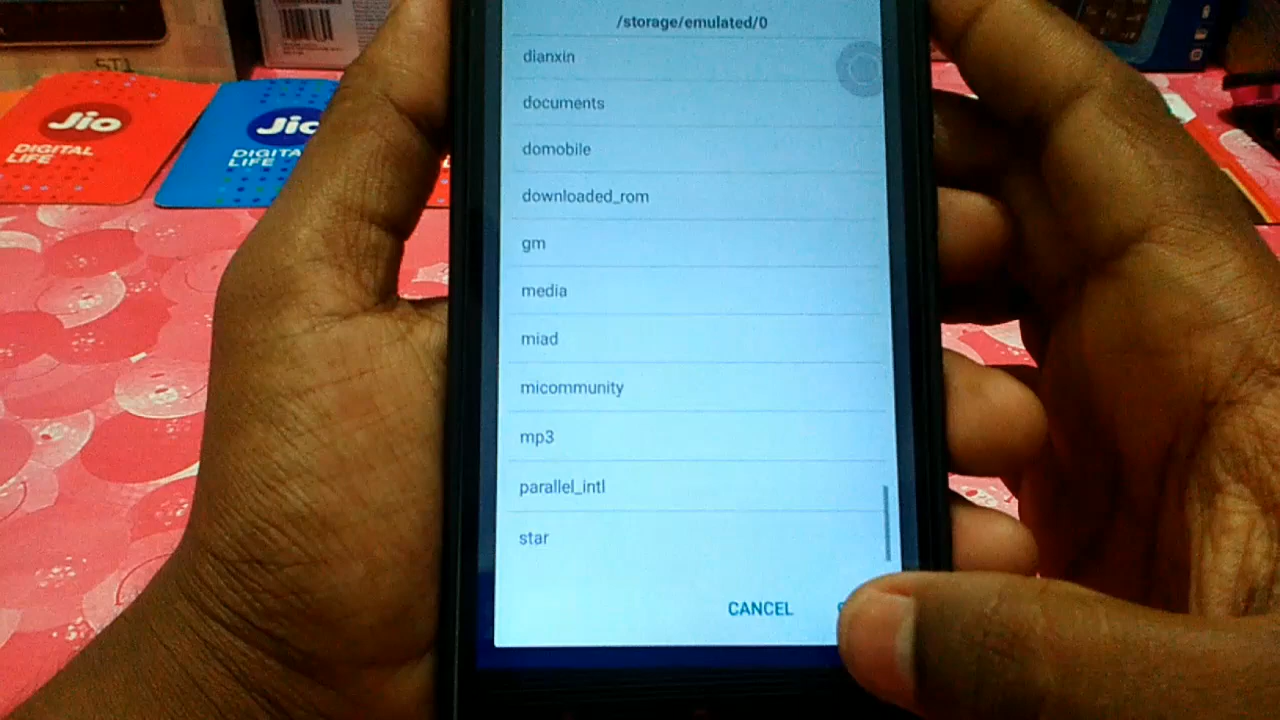 /storage/emulated/0
dianxin
documents
domobile
downloaded_rom
gm
media
miad
micommunity
mp3
parallel_intl
star
CANCEL
Jio
DIGITAL
LIFE
Jio
DIGITA
LIFE